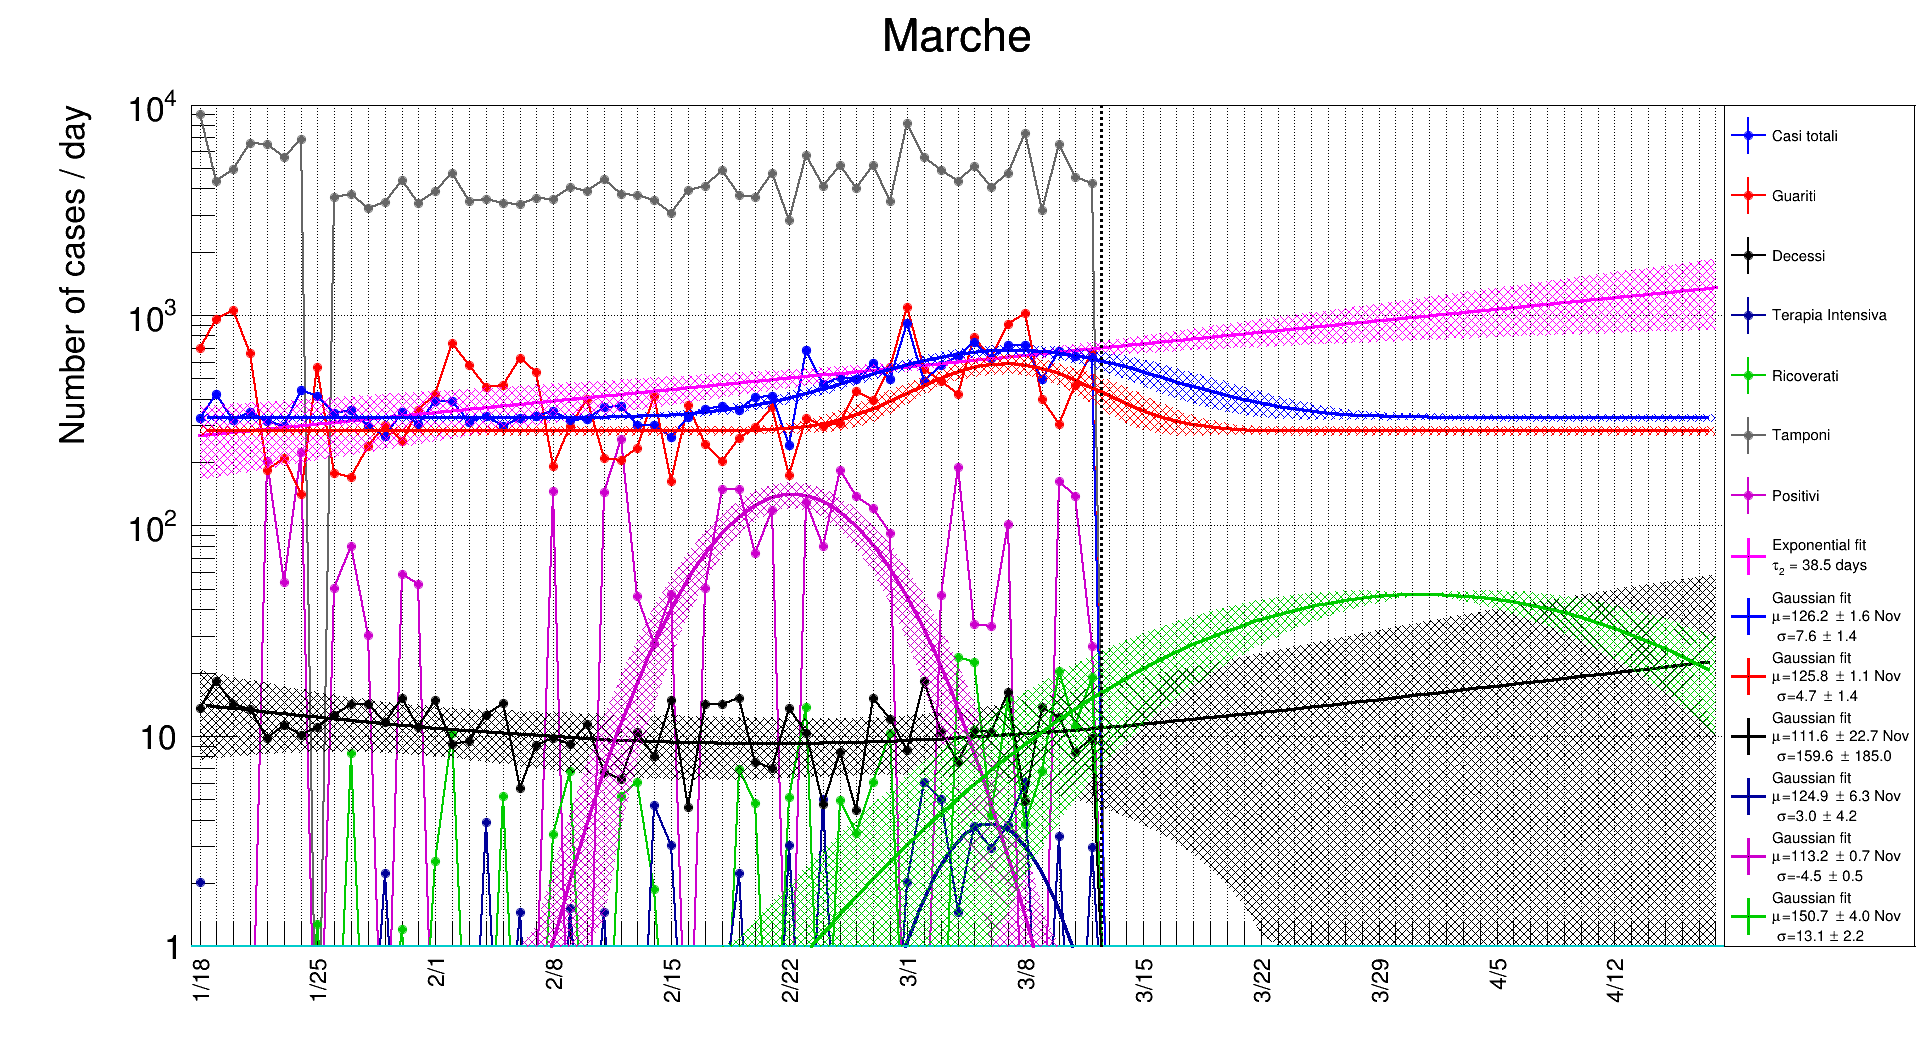 Marche
Number of cases / day
10⁴
10³
10²
10
1
1/18
1/25
2/1
2/8
2/15
2/22
3/1
3/8
3/15
3/22
3/29
4/5
4/12
Casi totali
Guariti
Decessi
Terapia Intensiva
Ricoverati
Tamponi
Positivi
Exponential fit
τ₂ = 38.5 days
Gaussian fit
μ=126.2 ± 1.6 Nov
σ=7.6 ± 1.4
Gaussian fit
μ=125.8 ± 1.1 Nov
σ=4.7 ± 1.4
Gaussian fit
μ=111.6 ± 22.7 Nov
σ=159.6 ± 185.0
Gaussian fit
μ=124.9 ± 6.3 Nov
σ=3.0 ± 4.2
Gaussian fit
μ=113.2 ± 0.7 Nov
σ=-4.5 ± 0.5
Gaussian fit
μ=150.7 ± 4.0 Nov
σ=13.1 ± 2.2